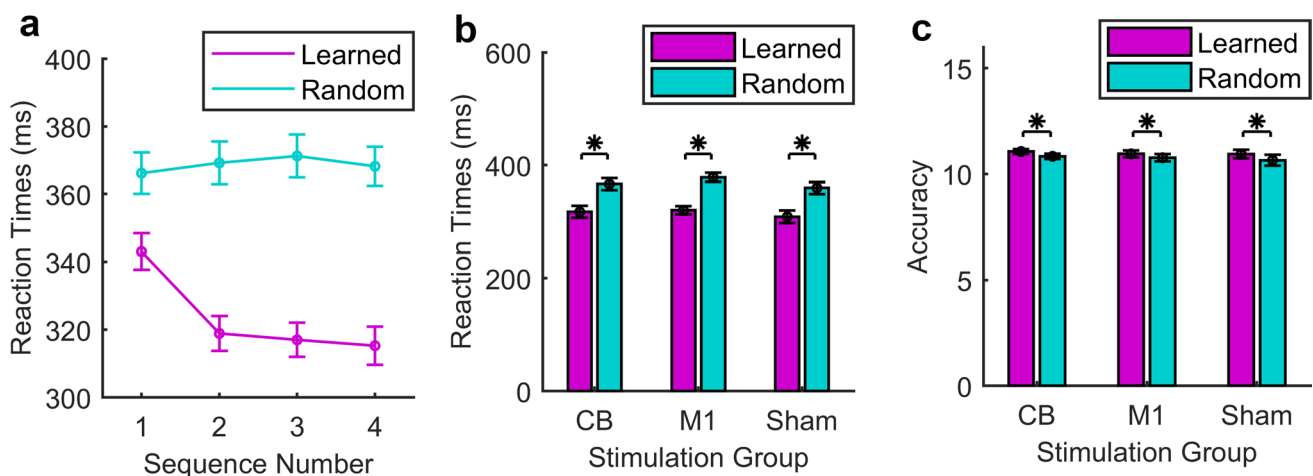 a
Learned
Random
Reaction Times (ms)
400
380
360
340
320
300
1 2 3 4
Sequence Number
b
Learned
Random
Reaction Times (ms)
600
400
200
0
* * *
CB M1 Sham
Stimulation Group
c
Learned
Random
Accuracy
15
10
5
0
* * *
CB M1 Sham
Stimulation Group